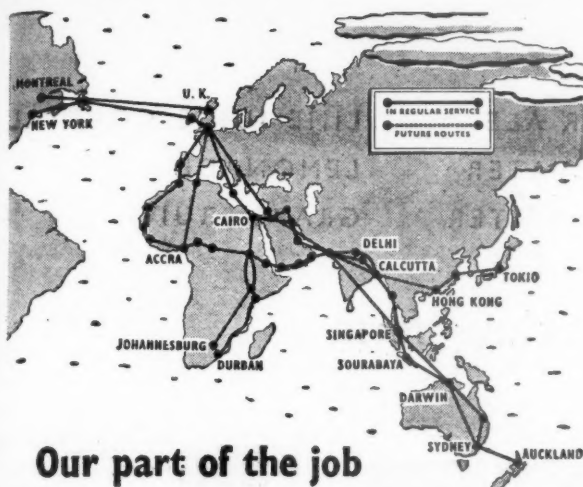 MONTREAL
U. K.
NEW YORK
IN REGULAR SERVICE
FUTURE ROUTES
CAIRO
DELHI
ACCRA
CALCUTTA
TOKIO
HONG KONG
JOHANNESBURG
SINGAPORE
DURBAN
SOURABAYA
DARWIN
SYDNEY
AUCKLAND
Our part of the job